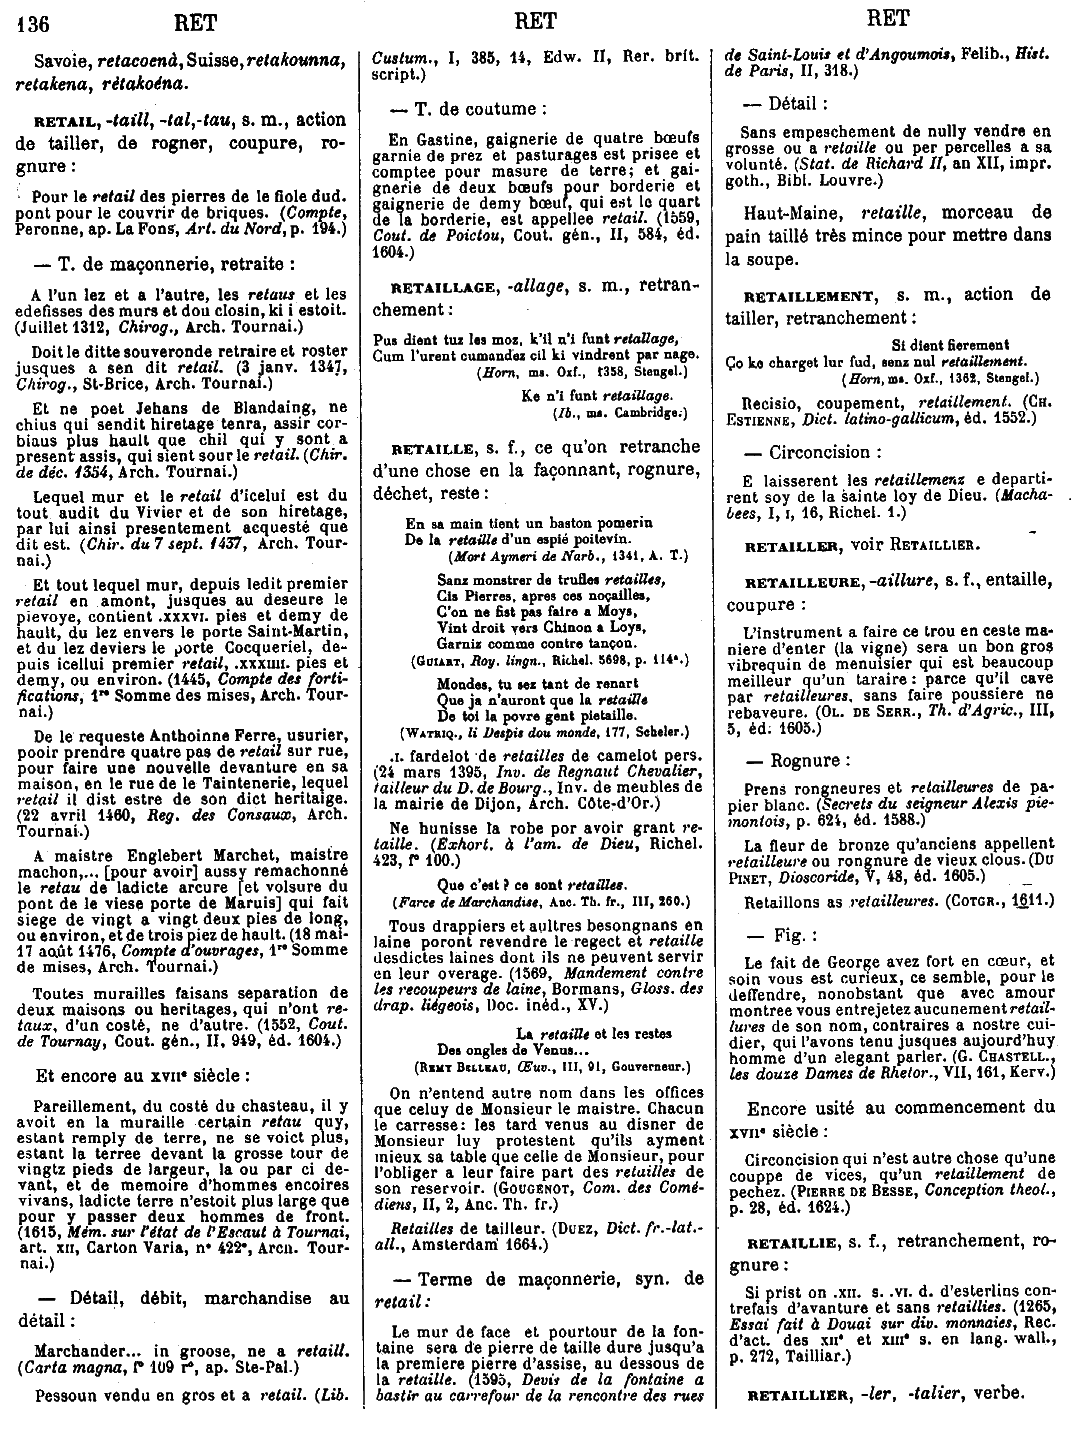 136 RET RET RET
Savoie, retacoenà, Suisse, retakounna,
retakena, rétakoéna.
RETAIL, -taill, -tal, -tau, s. m., action
de tailler, de rogner, coupure, ro-
gnure :
Pour le retail des pierres de le fiole dud.
pont pour le couvrir de briques. (Compte,
Peronne, ap. La Fons, Art. du Nord, p. 194.)
— T. de maçonnerie, retraite :
A l'un lez et a l'autre, les retaus et les
edefisses des murs et dou closin, ki i estoit.
(Juillet 1312, Chirog., Arch. Tournai.)
Doit le ditte souveronde retraire et roster
jusques a sen dit retail. (3 janv. 1347,
Chirog., St-Brice, Arch. Tournai.)
Et ne poet Jehans de Blandaing, ne
chius qui sendit hiretage tenra, assir cor-
biaus plus hault que chil qui y sont a
present assis, qui sient sour le retail. (Chir.
de déc. 1354, Arch. Tournai.)
Lequel mur et le retail d'icelui est du
tout audit du Vivier et de son hiretage,
par lui ainsi presentement acquesté que
dit est. (Chir. du 7 sept. 1437, Arch. Tour-
nai.)
Et tout lequel mur, depuis ledit premier
retail en amont, jusques au deseure le
pievoye, contient .XXXVI. pies et demy de
hault, du lez envers le porte Saint-Martin,
et du lez deviers le porte Cocqueriel, de-
puis icellui premier retail, .XXXIIII. pies et
demy, ou environ. (1445, Compte des forti-
fications, 1re Somme des mises, Arch. Tour-
nai.)
De le requeste Anthoinne Ferre, usurier,
pooir prendre quatre pas de retail sur rue,
pour faire une nouvelle devanture en sa
maison, en le rue de le Taintenerie, lequel
retail il dist estre de son dict heritaige.
(22 avril 1460, Reg. des Consaux, Arch.
Tournai.)
A maistre Englebert Marchet, maistre
machon,... [pour avoir] aussy remachonné
le retau de ladicte arcure [et volsure du
pont de le viese porte de Maruis] qui fait
siege de vingt a vingt deux pies de long,
ou environ, et de trois piez de hault. (18 mai-
17 août 1476, Compte d'ouvrages, 1re Somme
de mises, Arch. Tournai.)
Toutes murailles faisans separation de
deux maisons ou heritages, qui n'ont re-
taux, d'un costé, ne d'autre. (1552, Cout.
de Tournay, Cout. gén., II, 949, éd. 1604.)
Et encore au XVIIe siècle :
Pareillement, du costé du chasteau, il y
avoit en la muraille certain retau quy,
estant remply de terre, ne se voict plus,
estant la terree devant la grosse tour de
vingtz pieds de largeur, la ou par ci de-
vant, et de memoire d'hommes encoires
vivans, ladicte terre n'estoit plus large que
pour y passer deux hommes de front.
(1615, Mém. sur l'état de l'Escaut à Tournai,
art. XII, Carton Varia, n° 422e, Arch. Tour-
nai.)
— Détail, débit, marchandise au
détail :
Marchander... in groose, ne a retaill.
(Carta magna, f° 109 r°, ap. Ste-Pal.)
Pessoun vendu en gros et a retail. (Lib.
Custum., I, 385, 14, Edw. II, Rer. brit.
script.)
— T. de coutume :
En Gastine, gaignerie de quatre bœufs
garnie de prez et pasturages est prisee et
comptee pour masure de terre; et gai-
gnerie de deux bœufs pour borderie et
gaignerie de demy bœuf, qui est le quart
de la borderie, est appellee retail. (1559,
Cout. de Poictou, Cout. gén., II, 584, éd.
1604.)
RETAILLAGE, -allage, s. m., retran-
chement :
Pus dient tuz les moz, k'il n'i funt retallage,
Cum l'urent cumandez cil ki vindrent par nage.
(Horn, ms. Oxf., 1358, Stengel.)
Ke n'i funt retaillage.
(Ib., ms. Cambridge.)
RETAILLE, s. f., ce qu'on retranche
d'une chose en la façonnant, rognure,
déchet, reste :
En sa main tient un baston pomerin
De la retaille d'un espié poitevin.
(Mort Aymeri de Narb., 1341, A. T.)
Sanz monstrer de trufles retailles,
Cis Pierres, apres ces noçailles,
C'on ne fist pas faire a Moys,
Vint droit vers Chinon a Loys,
Garniz comme contre tançon.
(GUIART, Roy. lingn., Richel. 5698, p. 114a.)
Mondes, tu sez tant de renart
Que ja n'auront que la retaille
De toi la povre gent pietaille.
(WATRIQ., li Despis dou monde, 177, Scheler.)
.I. fardelot de retailles de camelot pers.
(24 mars 1395, Inv. de Regnaut Chevalier,
tailleur du D. de Bourg., Inv. de meubles de
la mairie de Dijon, Arch. Côte-d'Or.)
Ne hunisse la robe por avoir grant re-
taille. (Exhort. à l'am. de Dieu, Richel.
423, f° 100.)
Que c'est? ce sont retailles.
(Farce de Marchandise, Anc. Th. fr., III, 260.)
Tous drappiers et aultres besongnans en
laine poront revendre le regect et retaille
desdictes laines dont ils ne peuvent servir
en leur overage. (1569, Mandement contre
les recoupeurs de laine, Bormans, Gloss. des
drap. liégeois, Doc. inéd., XV.)
La retaille et les restes
Des ongles de Venus...
(REMY BELLEAU, Œuv., III, 91, Gouverneur.)
On n'entend autre nom dans les offices
que celuy de Monsieur le maistre. Chacun
le carresse: les tard venus au disner de
Monsieur luy protestent qu'ils ayment
mieux sa table que celle de Monsieur, pour
l'obliger a leur faire part des retailles de
son reservoir. (GOUGENOT, Com. des Comé-
diens, II, 2, Anc. Th. fr.)
Retailles de tailleur. (DUEZ, Dict. fr.-lat.-
all., Amsterdam 1664.)
— Terme de maçonnerie, syn. de
retail :
Le mur de face et pourtour de la fon-
taine sera de pierre de taille dure jusqu'a
la premiere pierre d'assise, au dessous de
la retaille. (1595, Devis de la fontaine a
bastir au carrefour de la rencontre des rues
de Saint-Louis et d'Angoumois, Felib., Hist.
de Paris, II, 318.)
— Détail :
Sans empeschement de nully vendre en
grosse ou a retaille ou per percelles a sa
volunté. (Stat. de Richard II, an XII, impr.
goth., Bibl. Louvre.)
Haut-Maine, retaille, morceau de
pain taillé très mince pour mettre dans
la soupe.
RETAILLEMENT, s. m., action de
tailler, retranchement :
Si dient fierement
Ço ke charget lur fud, senz nul retaillement.
(Horn, ms. Oxf., 1362, Stengel.)
Recisio, coupement, retaillement. (CH.
ESTIENNE, Dict. latino-gallicum, éd. 1552.)
— Circoncision :
E laisserent les retaillemenz e departi-
rent soy de la sainte loy de Dieu. (Macha-
bees, I, I, 16, Richel. 1.)
RETAILLER, voir RETAILLIER.
RETAILLEURE, -aillure, s. f., entaille,
coupure :
L'instrument a faire ce trou en ceste ma-
niere d'enter (la vigne) sera un bon gros
vibrequin de menuisier qui est beaucoup
meilleur qu'un taraire : parce qu'il cave
par retailleures, sans faire poussiere ne
rebaveure. (OL. DE SERR., Th. d'Agric., III,
5, éd. 1605.)
— Rognure :
Prens rongneures et retailleures de pa-
pier blanc. (Secrets du seigneur Alexis pie-
montois, p. 624, éd. 1588.)
La fleur de bronze qu'anciens appellent
retailleure ou rongnure de vieux clous. (DU
PINET, Dioscoride, V, 48, éd. 1605.)
Retaillons as retailleures. (COTGR., 1611.)
— Fig. :
Le fait de George avez fort en cœur, et
soin vous est curieux, ce semble, pour le
deffendre, nonobstant que avec amour
montree vous entrejetez aucunement retail-
lures de son nom, contraires a nostre cui-
dier, qui l'avons tenu jusques aujourd'huy
homme d'un elegant parler. (G. CHASTELL.,
les douze Dames de Rhetor., VII, 161, Kerv.)
Encore usité au commencement du
XVIIe siècle :
Circoncision qui n'est autre chose qu'une
couppe de vices, qu'un retaillement de
pechez. (PIERRE DE BESSE, Conception theol.,
p. 28, éd. 1624.)
RETAILLIE, s. f., retranchement, ro-
gnure :
Si prist on .XII. s. .VI. d. d'esterlins con-
trefais d'avanture et sans retaillies. (1265,
Essai fait à Douai sur div. monnaies, Rec.
d'act. des XIIe et XIIIe s. en lang. wall.,
p. 272, Tailliar.)
RETAILLIER, -ler, -talier, verbe.